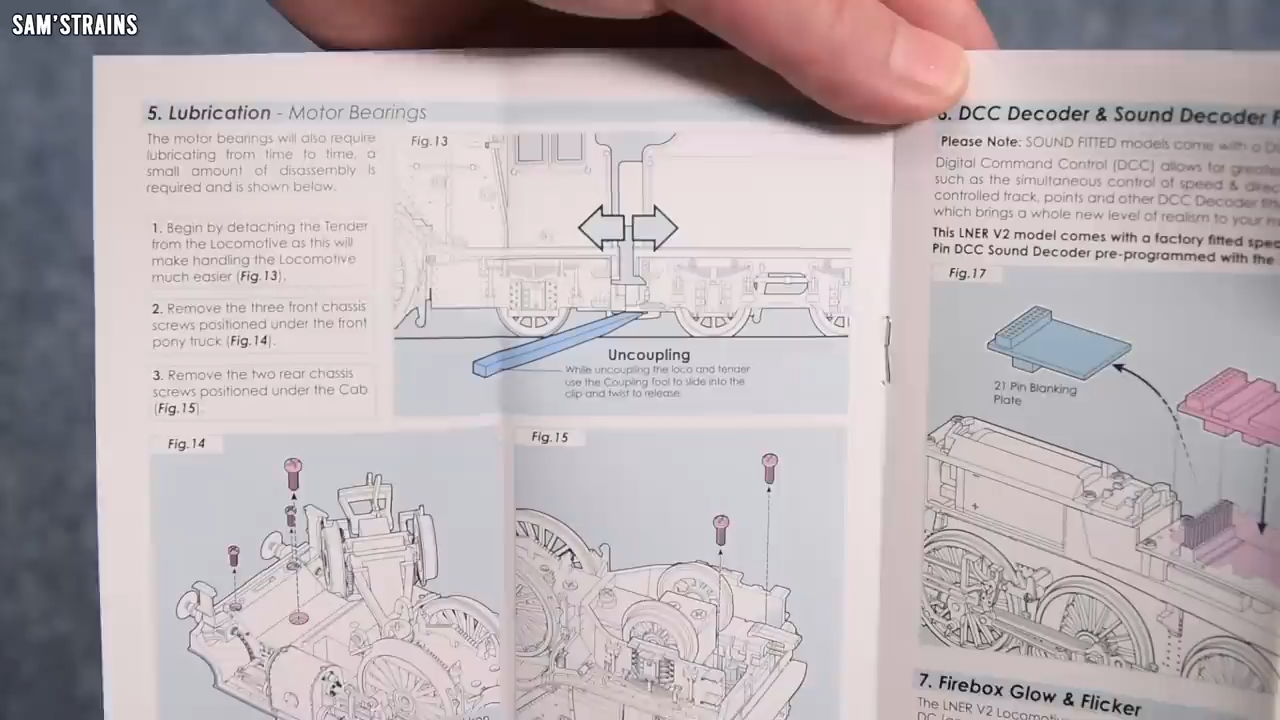 SAM'STRAINS
5. Lubrication - Motor Bearings
The motor bearings will also require
lubricating from time to time, a
small amount of disassembly is
required and is shown below.
1. Begin by detaching the Tender
from the Locomotive as this will
make handling the Locomotive
much easier (Fig.13).
2. Remove the three front chassis
screws positioned under the front
pony truck (Fig.14).
3. Remove the two rear chassis
screws positioned under the Cab
(Fig.15).
Fig.13
Uncoupling
While uncoupling the loco and tender
use the Coupling Tool to slide into the
clip and twist to release.
Fig.14
Fig.15
6. DCC Decoder & Sound Decoder
Please Note: SOUND FITTED models come with a
Digital Command Control (DCC) allows for
such as the simultaneous control of speed &
controlled track, points and other DCC Decoder
which brings a whole new level of realism to your
This LNER V2 model comes with a factory fitted
Pin DCC Sound Decoder pre-programmed with the
Fig.17
21 Pin Blanking
Plate
7. Firebox Glow & Flicker
The LNER V2